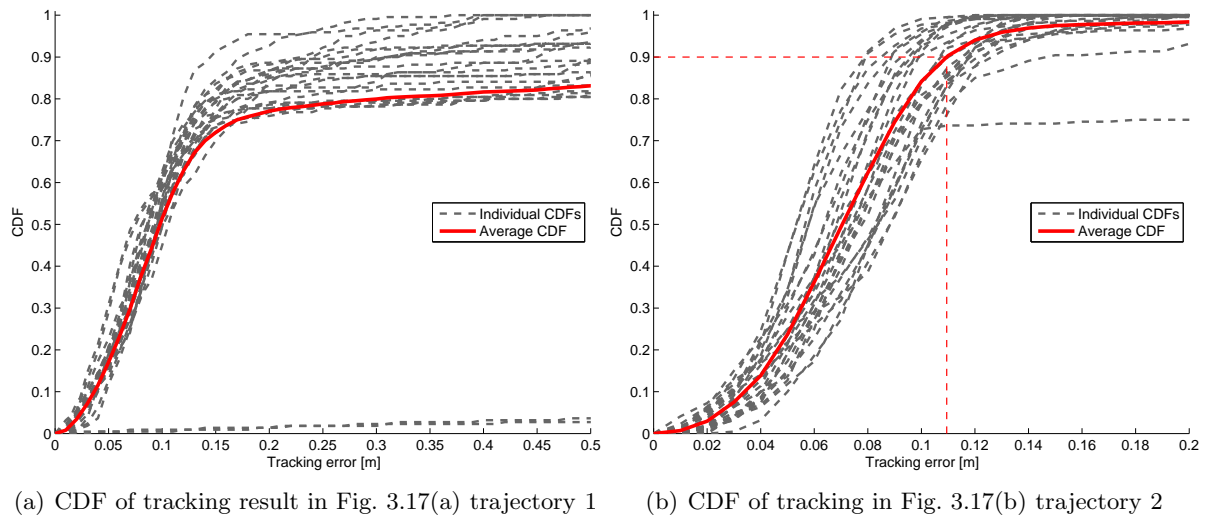 1
0.9
0.8
0.7
0.6
0.5
0.4
0.3
0.2
0.1
0
CDF
0.05 0.1 0.15 0.2 0.25 0.3 0.35 0.4 0.45 0.5
Tracking error [m]
Individual CDFs
Average CDF
(a) CDF of tracking result in Fig. 3.17(a) trajectory 1
1
0.9
0.8
0.7
0.6
0.5
0.4
0.3
0.2
0.1
0
CDF
0 0.02 0.04 0.06 0.08 0.1 0.12 0.14 0.16 0.18 0.2
Tracking error [m]
Individual CDFs
Average CDF
(b) CDF of tracking in Fig. 3.17(b) trajectory 2